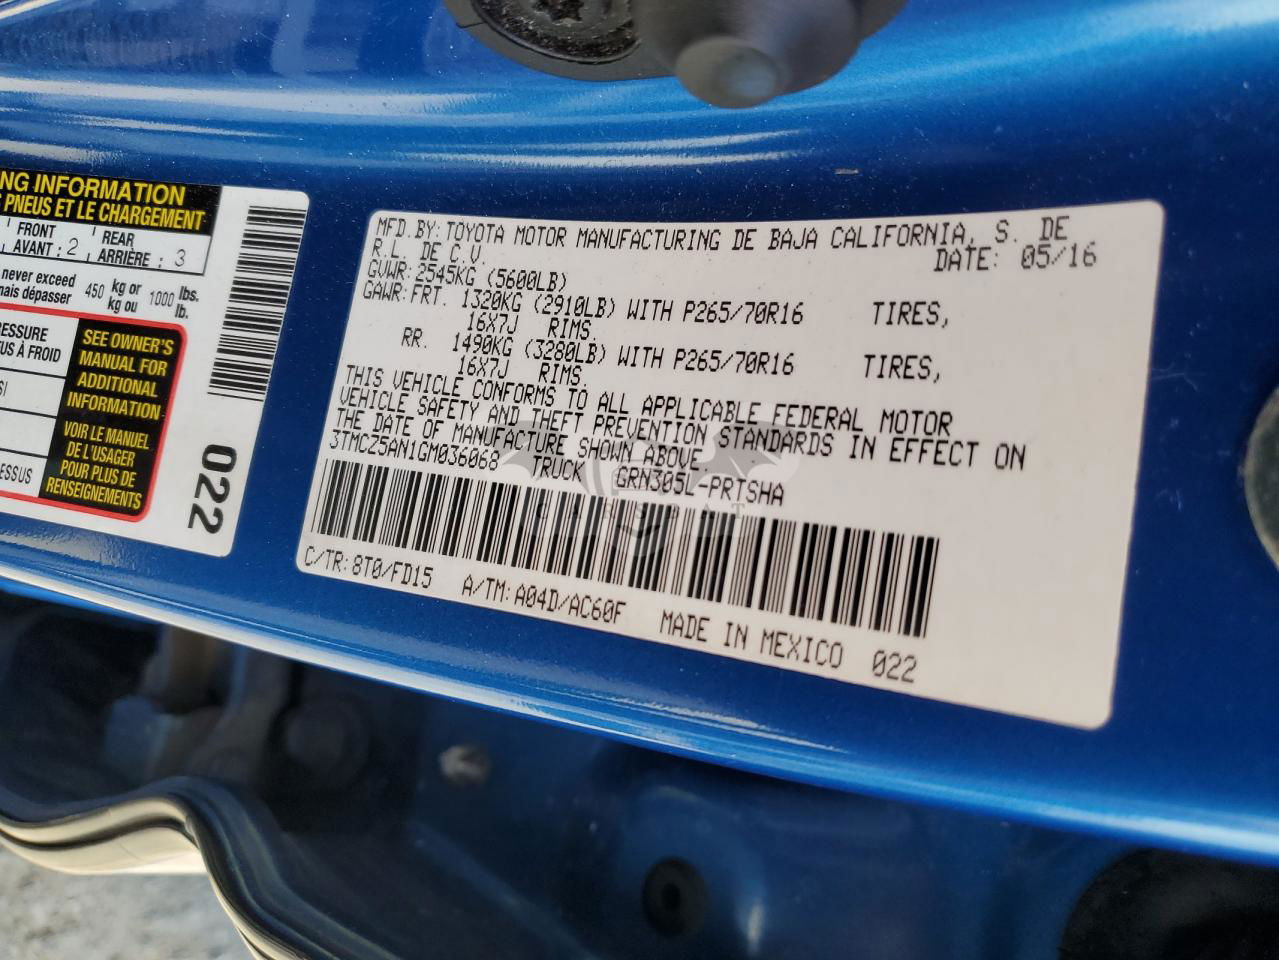 NG INFORMATION
PNEUS ET LE CHARGEMENT
FRONT
AVANT : 2
REAR
ARRIÈRE : 3
never exceed
mais dépasser
450 kg or
kg ou
1000 lbs.
lb.
RESSURE
US À FROID
SEE OWNER'S
MANUAL FOR
ADDITIONAL
INFORMATION
VOIR LE MANUEL
DE L'USAGER
POUR PLUS DE
RENSEIGNEMENTS
ESSUS
022
MFD.BY:TOYOTA MOTOR MANUFACTURING DE BAJA CALIFORNIA, S. DE
R.L. DE C.V.
DATE: 05/16
GVWR:2545KG (5600LB)
GAWR:FRT. 1320KG (2910LB) WITH P265/70R16 TIRES,
16X7J RIMS.
RR. 1490KG (3280LB) WITH P265/70R16 TIRES,
16X7J RIMS.
THIS VEHICLE CONFORMS TO ALL APPLICABLE FEDERAL MOTOR
VEHICLE SAFETY AND THEFT PREVENTION STANDARDS IN EFFECT ON
THE DATE OF MANUFACTURE SHOWN ABOVE.
3TMCZ5AN1GM036068 TRUCK GRN305L-PRTSHA
CARSBAT
C/TR:8T0/FD15 A/TM:A04D/AC60F MADE IN MEXICO 022